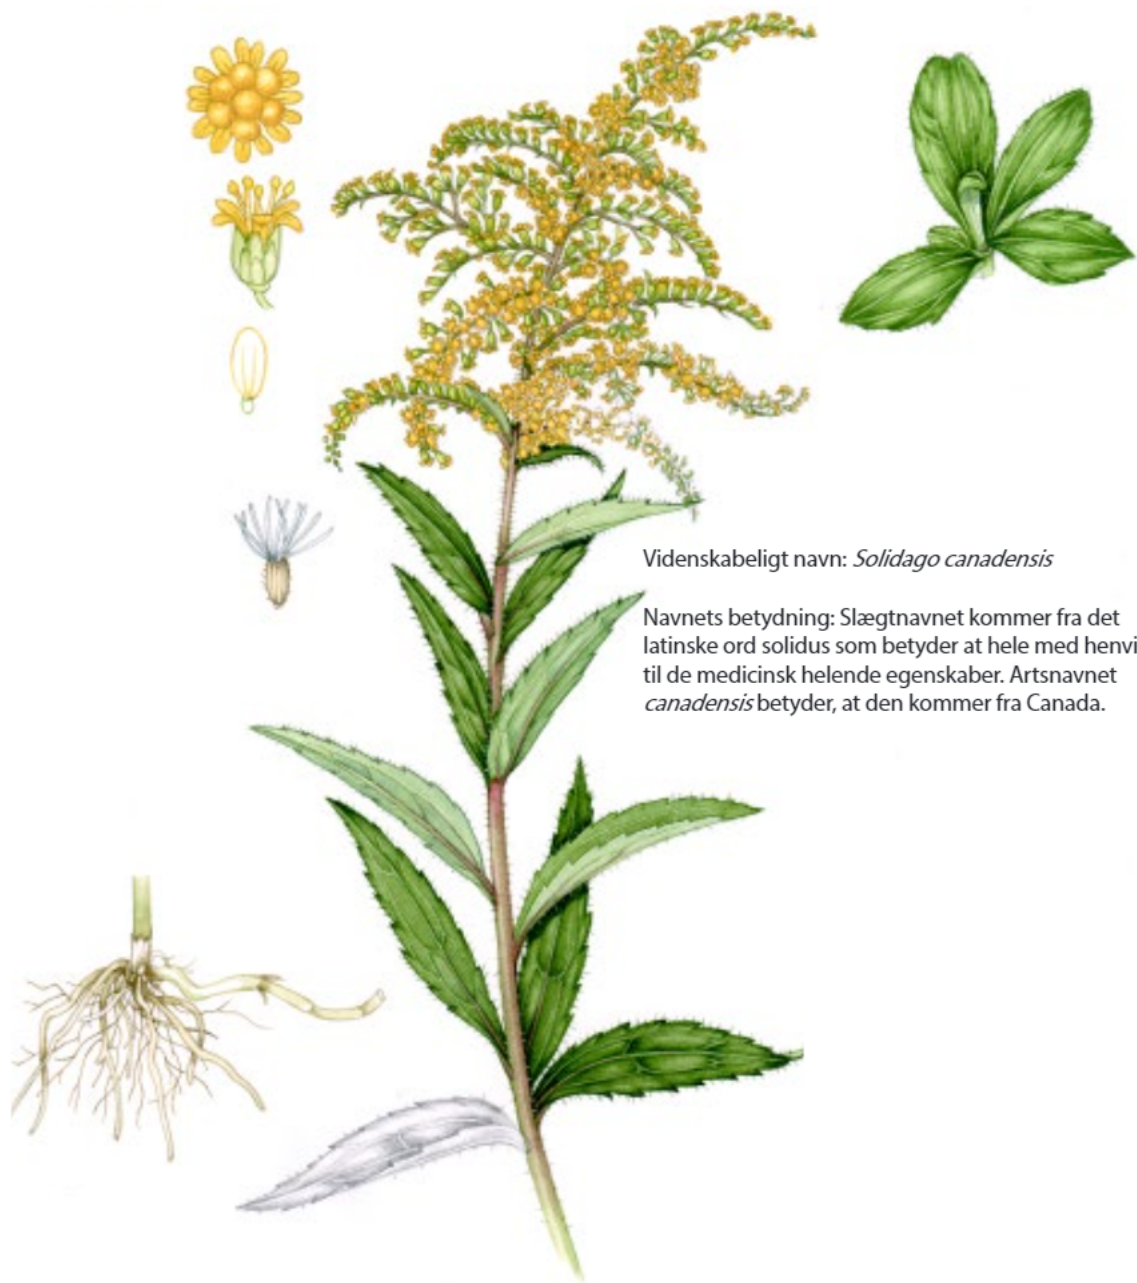 Videnskabeligt navn: Solidago canadensis
Navnets betydning: Slægtnavnet kommer fra det
latinske ord solidus som betyder at hele med henvi
til de medicinsk helende egenskaber. Artsnavnet
canadensis betyder, at den kommer fra Canada.